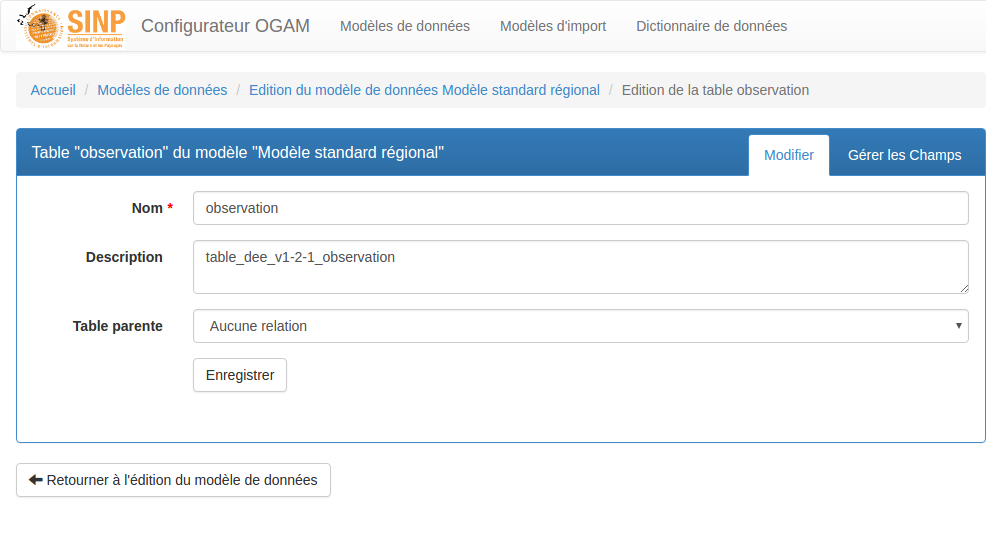 SINP
Système d'Information
sur la Nature et les Paysages
Configurateur OGAM
Modèles de données
Modèles d'import
Dictionnaire de données
Accueil / Modèles de données / Edition du modèle de données Modèle standard régional / Edition de la table observation
Table "observation" du modèle "Modèle standard régional"
Modifier
Gérer les Champs
Nom *
observation
Description
table_dee_v1-2-1_observation
Table parente
Aucune relation
Enregistrer
Retourner à l'édition du modèle de données